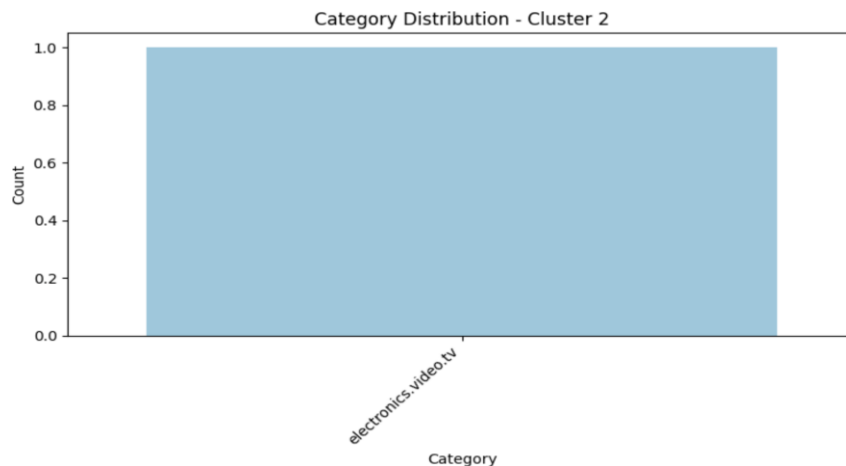 Category Distribution - Cluster 2
1.0
0.8
0.6
0.4
0.2
0.0
Count
electronics.video.tv
Category